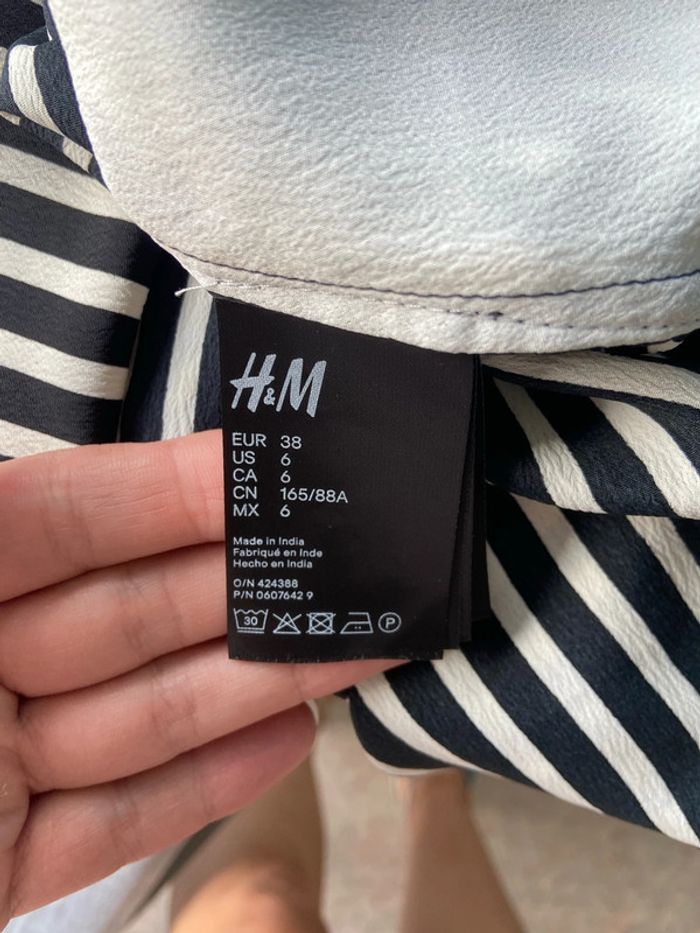 H&M
EUR 38
US 6
CA 6
CN 165/88A
MX 6
Made in India
Fabriqué en Inde
Hecho en India
O/N 424388
P/N 0607642 9
30
P